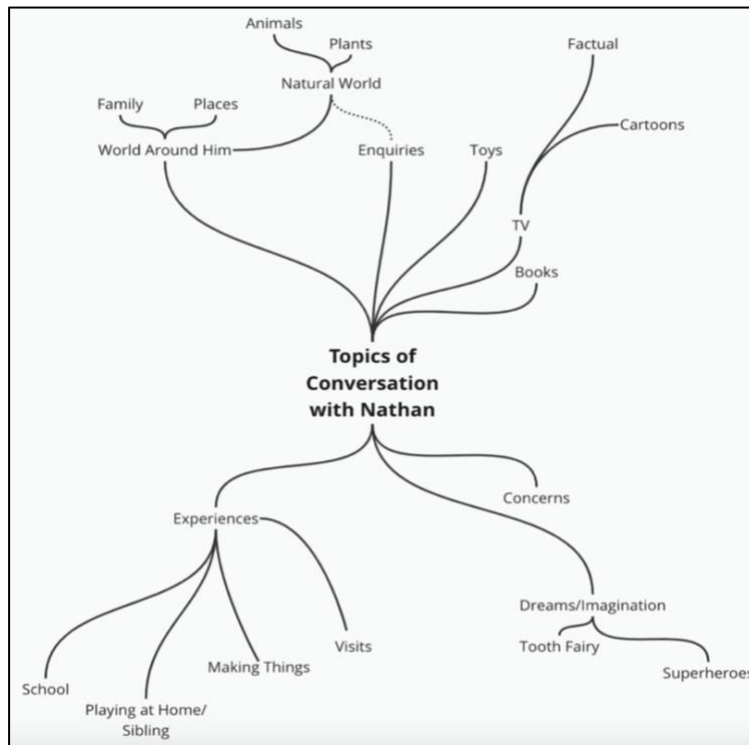 Animals
Plants
Factual
Natural World
Family
Places
Cartoons
World Around Him
Enquiries
Toys
TV
Books
Topics of
Conversation
with Nathan
Concerns
Experiences
Dreams/Imagination
Tooth Fairy
Visits
Making Things
Superheroes
School
Playing at Home/
Sibling